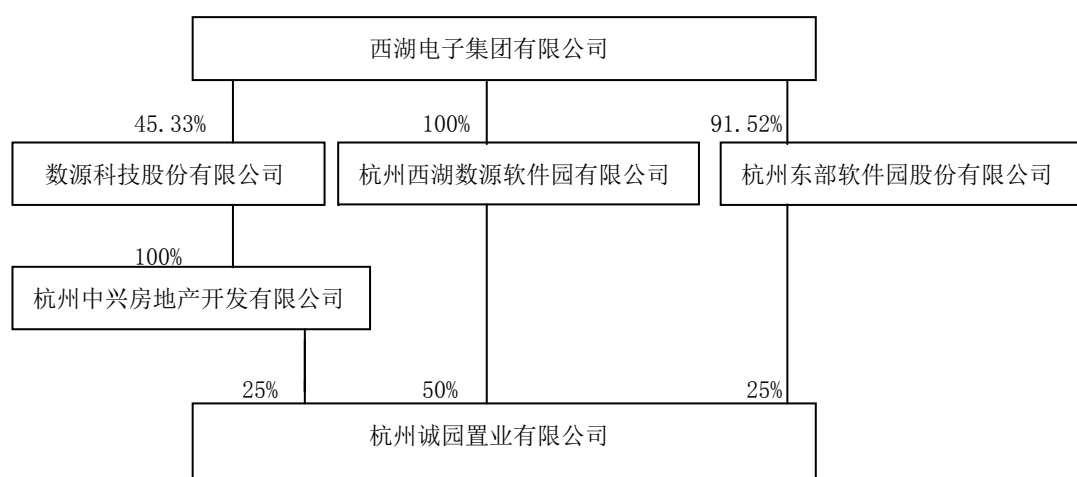 西湖电子集团有限公司
45.33% 100% 91.52%
数源科技股份有限公司 杭州西湖数源软件园有限公司 杭州东部软件园股份有限公司
100%
杭州中兴房地产开发有限公司
25% 50% 25%
杭州诚园置业有限公司